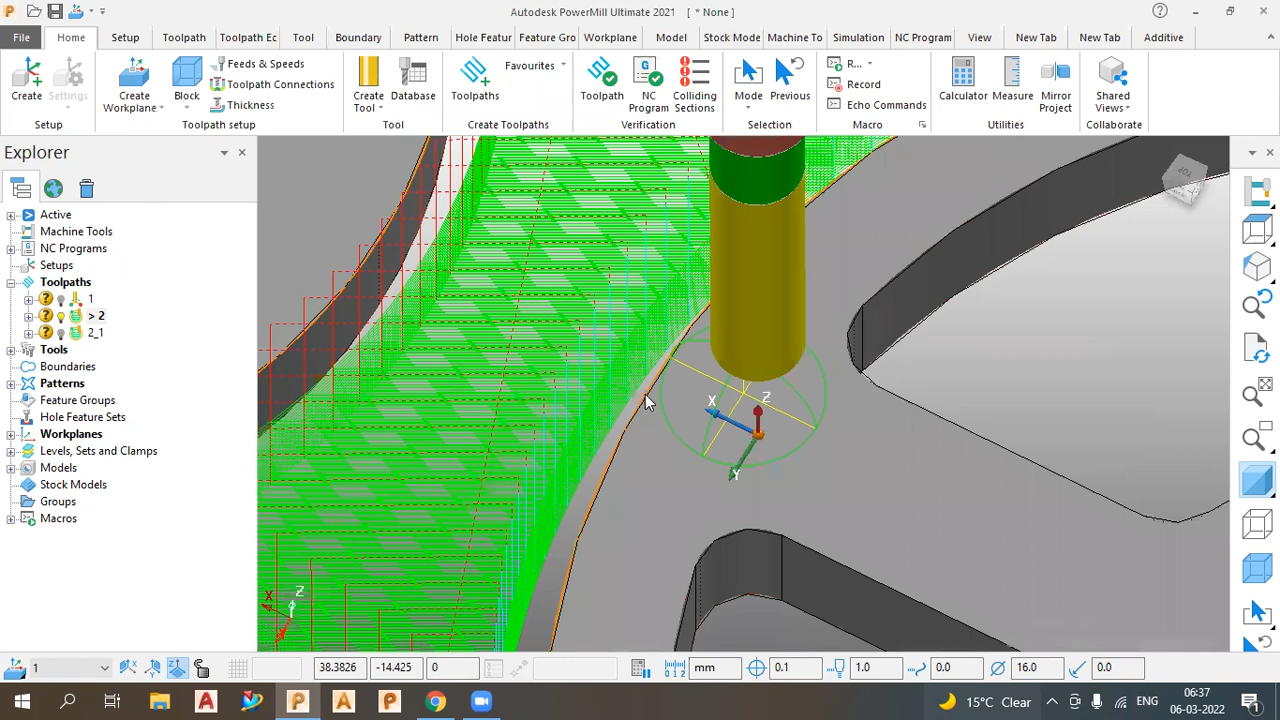 Autodesk PowerMill Ultimate 2021 [ * None ]
File Home Setup Toolpath Toolpath Ec Tool Boundary Pattern Hole Featur Feature Gro Workplane Model Stock Mode Machine To Simulation NC Program View New Tab New Tab Additive
Create
Settings
Setup
Create
Workplane
Block
Feeds & Speeds
Toolpath Connections
Thickness
Toolpath setup
Create
Tool
Database
Tool
Toolpaths
Favourites
Create Toolpaths
Toolpath
NC
Program
Colliding
Sections
Verification
Mode
Previous
Selection
R...
Record
Echo Commands
Macro
Calculator
Measure
Mirror
Project
Utilities
Shared
Views
Collaborate
Explorer
Active
Machine Tools
NC Programs
Setups
Toolpaths
1
> 2
2_1
Tools
Boundaries
Patterns
Feature Groups
Hole Feature Sets
Workplanes
Levels, Sets and Clamps
Models
Stock Models
Groups
Macros
X
Z
Y
X
Z
1
38.3826
-14.425
0
mm
0.1
1.0
0.0
16.0
0.0
15°C Clear
ENG
06:37
06-03-2022
1